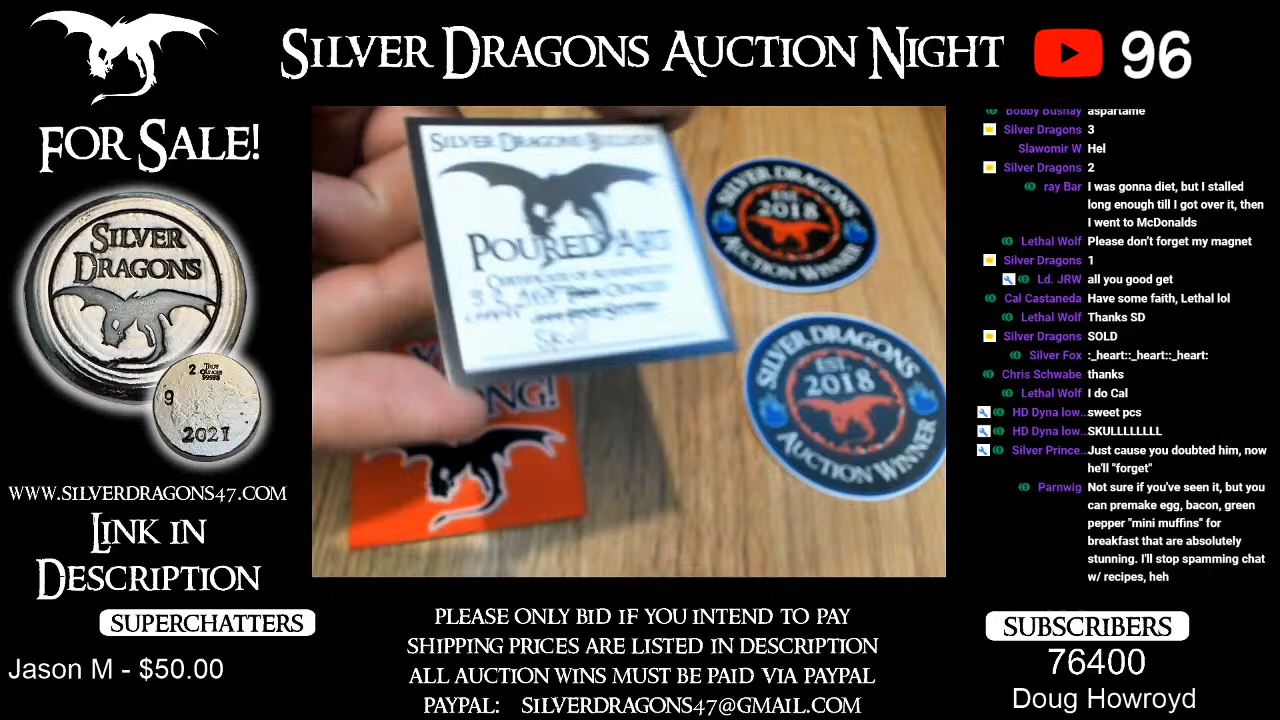 SILVER DRAGONS AUCTION NIGHT
96
FOR SALE!
SILVER
DRAGONS
2 TROY
OUNCES
9
2021
WWW.SILVERDRAGONS47.COM
LINK IN
DESCRIPTION
SUPERCHATTERS
Jason M - $50.00
SILVER DRAGONS
POURED ART
SILVER DRAGONS
EST.
2018
AUCTION WINNER
SILVER DRAGONS
EST.
2018
AUCTION WINNER
Bobby Bushay aspartame
Silver Dragons 3
Slawomir W Hel
Silver Dragons 2
ray Bar I was gonna diet, but I stalled
long enough till I got over it, then
I went to McDonalds
Lethal Wolf Please don't forget my magnet
Silver Dragons 1
Ld. JRW all you good get
Cal Castaneda Have some faith, Lethal lol
Lethal Wolf Thanks SD
Silver Dragons SOLD
Silver Fox :_heart::_heart::_heart:
Chris Schwabe thanks
Lethal Wolf I do Cal
HD Dyna low... sweet pcs
HD Dyna low... SKULLLLLLLL
Silver Prince... Just cause you doubted him, now
he'll "forget"
Parnwig Not sure if you've seen it, but you
can premake egg, bacon, green
pepper "mini muffins" for
breakfast that are absolutely
stunning. I'll stop spamming chat
w/ recipes, heh
PLEASE ONLY BID IF YOU INTEND TO PAY
SHIPPING PRICES ARE LISTED IN DESCRIPTION
ALL AUCTION WINS MUST BE PAID VIA PAYPAL
PAYPAL: SILVERDRAGONS47@GMAIL.COM
SUBSCRIBERS
76400
Doug Howroyd